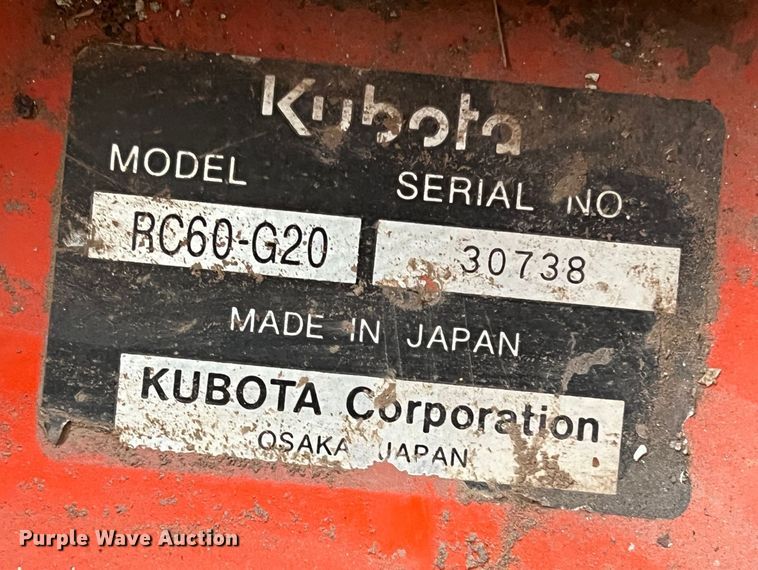 Kubota
MODEL SERIAL NO.
RC60-G20 30738
MADE IN JAPAN
KUBOTA Corporation
OSAKA JAPAN
Purple Wave Auction